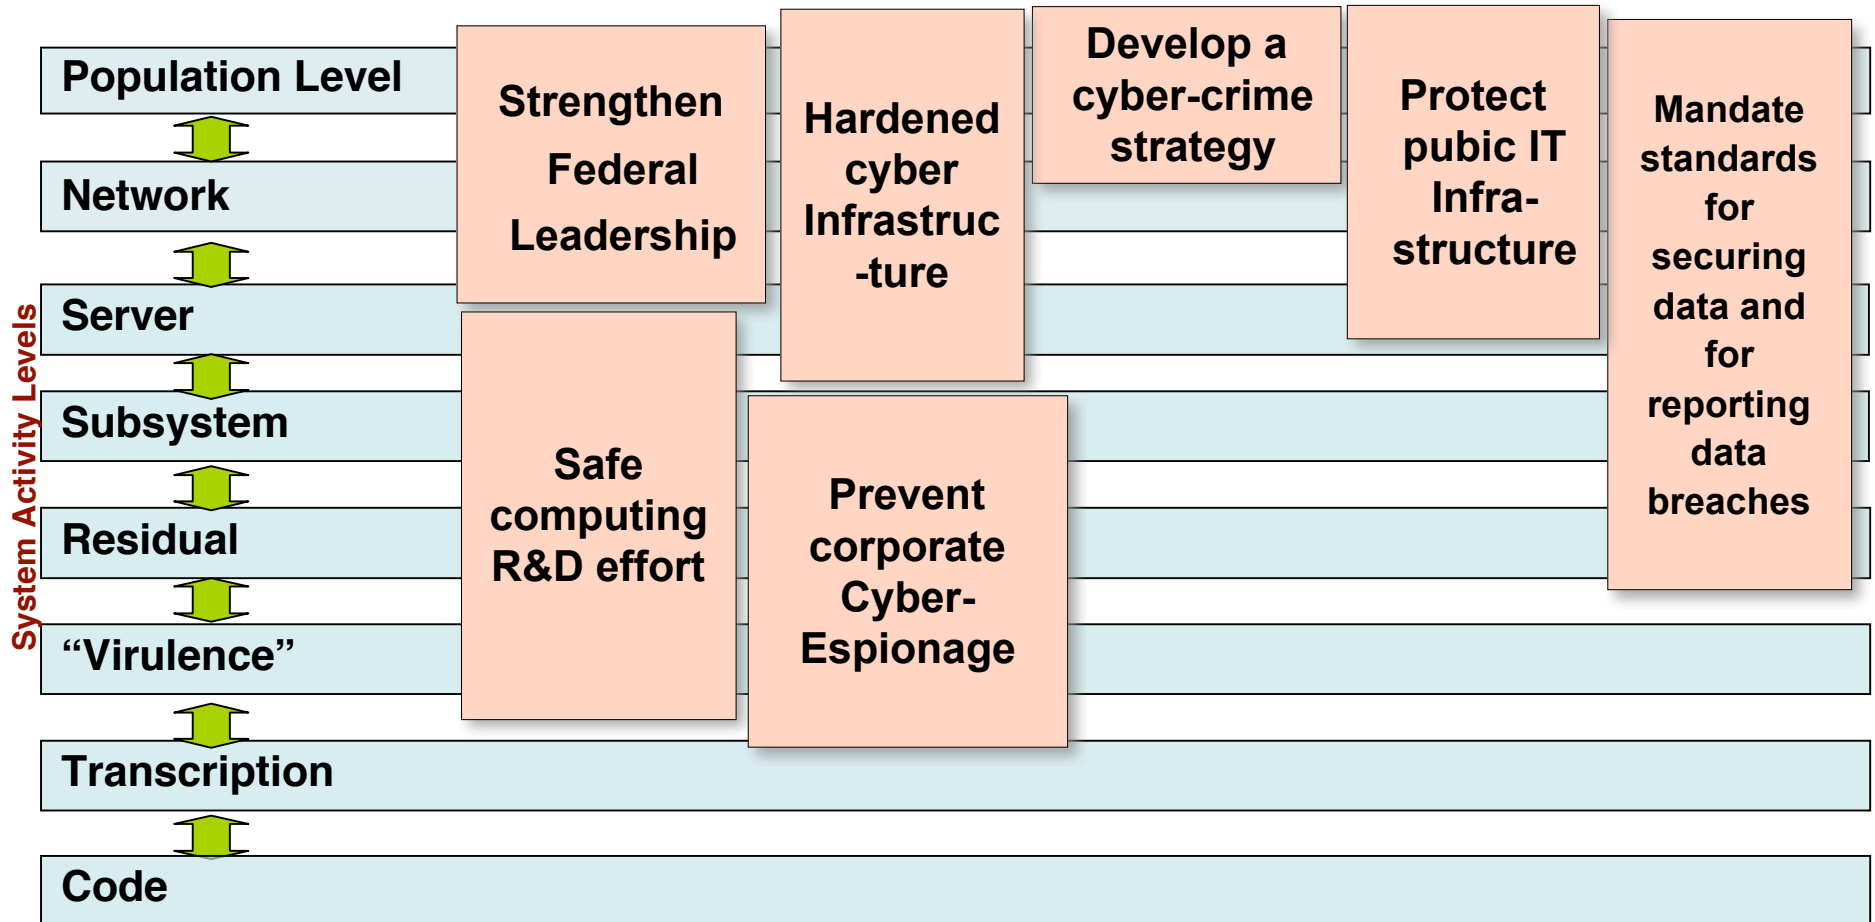 System Activity Levels
Population Level
Network
Server
Subsystem
Residual
“Virulence”
Transcription
Code
Strengthen
Federal
Leadership
Hardened
cyber
Infrastruc
-ture
Develop a
cyber-crime
strategy
Protect
pubic IT
Infra-
structure
Mandate
standards
for
securing
data and
for
reporting
data
breaches
Safe
computing
R&D effort
Prevent
corporate
Cyber-
Espionage